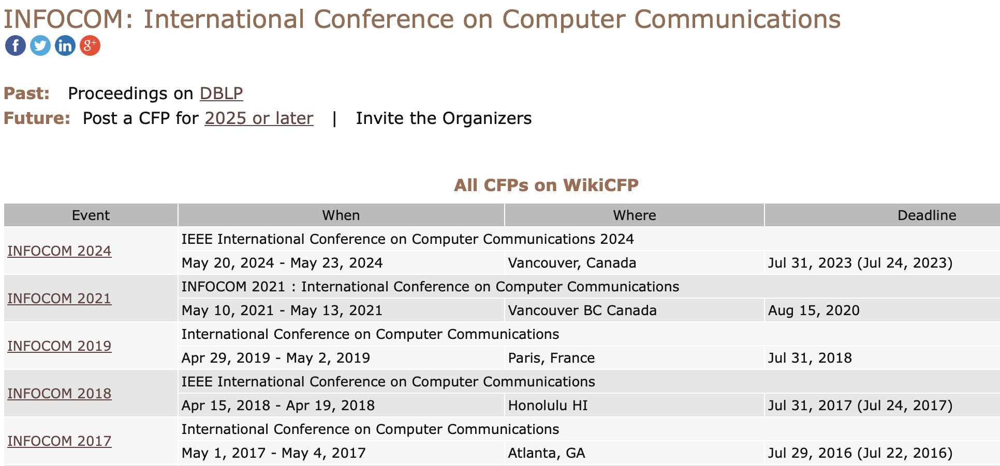 INFOCOM: International Conference on Computer Communications
f in g+
Past: Proceedings on DBLP
Future: Post a CFP for 2025 or later | Invite the Organizers
All CFPs on WikiCFP
Event When Where Deadline
INFOCOM 2024
IEEE International Conference on Computer Communications 2024
May 20, 2024 - May 23, 2024 Vancouver, Canada Jul 31, 2023 (Jul 24, 2023)
INFOCOM 2021
INFOCOM 2021 : International Conference on Computer Communications
May 10, 2021 - May 13, 2021 Vancouver BC Canada Aug 15, 2020
INFOCOM 2019
International Conference on Computer Communications
Apr 29, 2019 - May 2, 2019 Paris, France Jul 31, 2018
INFOCOM 2018
IEEE International Conference on Computer Communications
Apr 15, 2018 - Apr 19, 2018 Honolulu HI Jul 31, 2017 (Jul 24, 2017)
INFOCOM 2017
International Conference on Computer Communications
May 1, 2017 - May 4, 2017 Atlanta, GA Jul 29, 2016 (Jul 22, 2016)